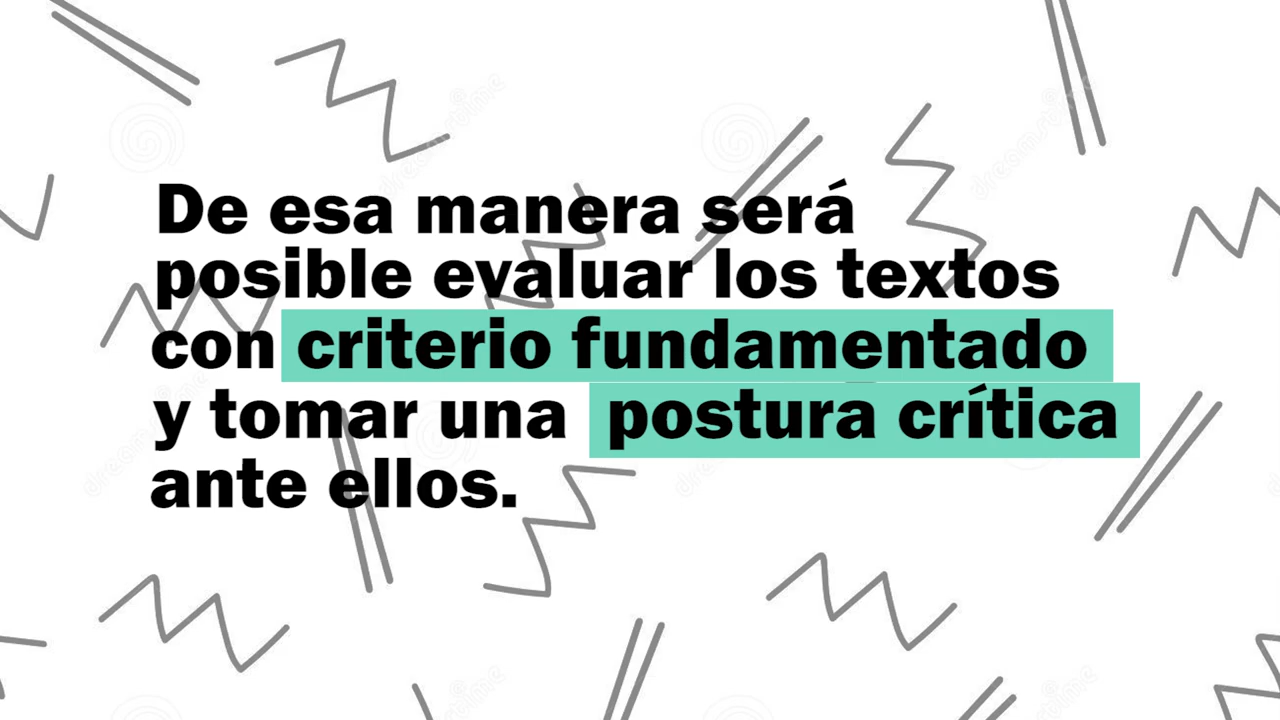 De esa manera será
posible evaluar los textos
con criterio fundamentado
y tomar una postura crítica
ante ellos.